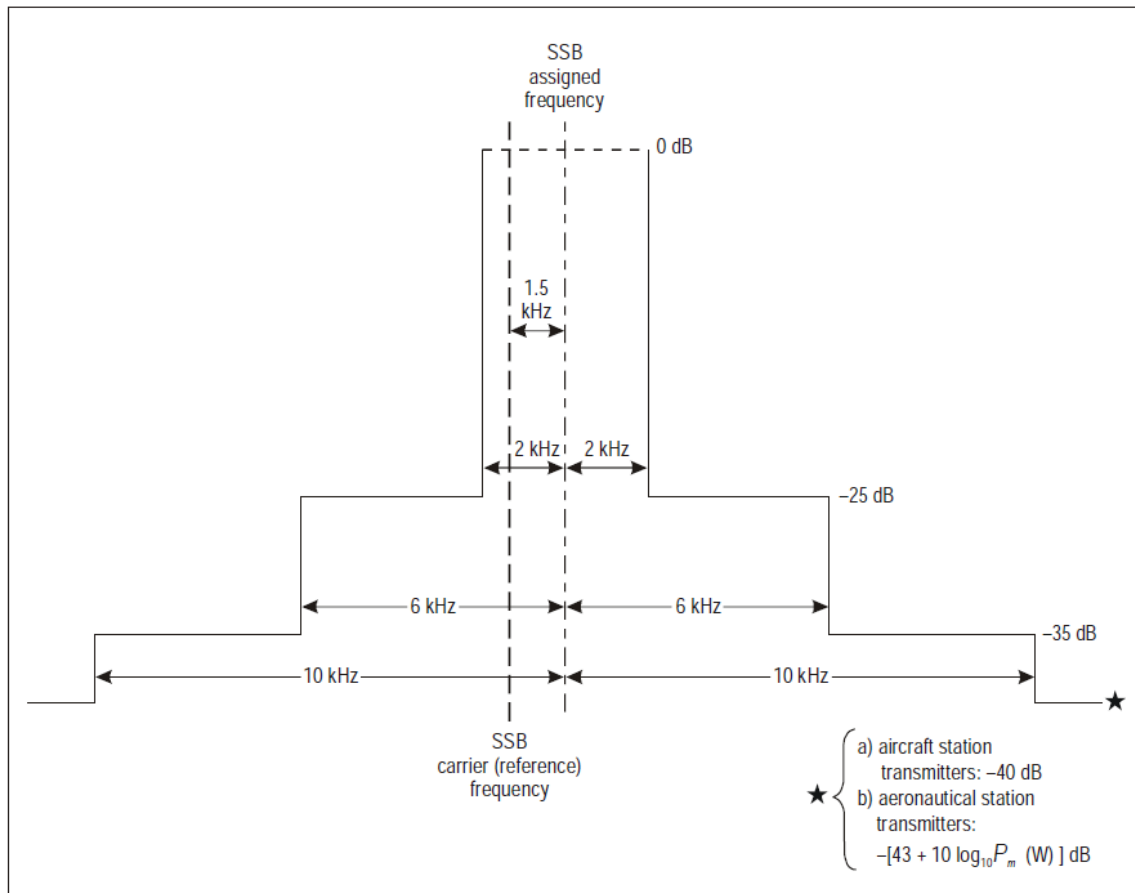 SSB
assigned
frequency
0 dB
1.5
kHz
2 kHz
2 kHz
–25 dB
6 kHz
6 kHz
–35 dB
10 kHz
10 kHz
SSB
carrier (reference)
frequency
★
★
a) aircraft station
transmitters: –40 dB
b) aeronautical station
transmitters:
–[43 + 10 log₁₀Pₘ (W) ] dB